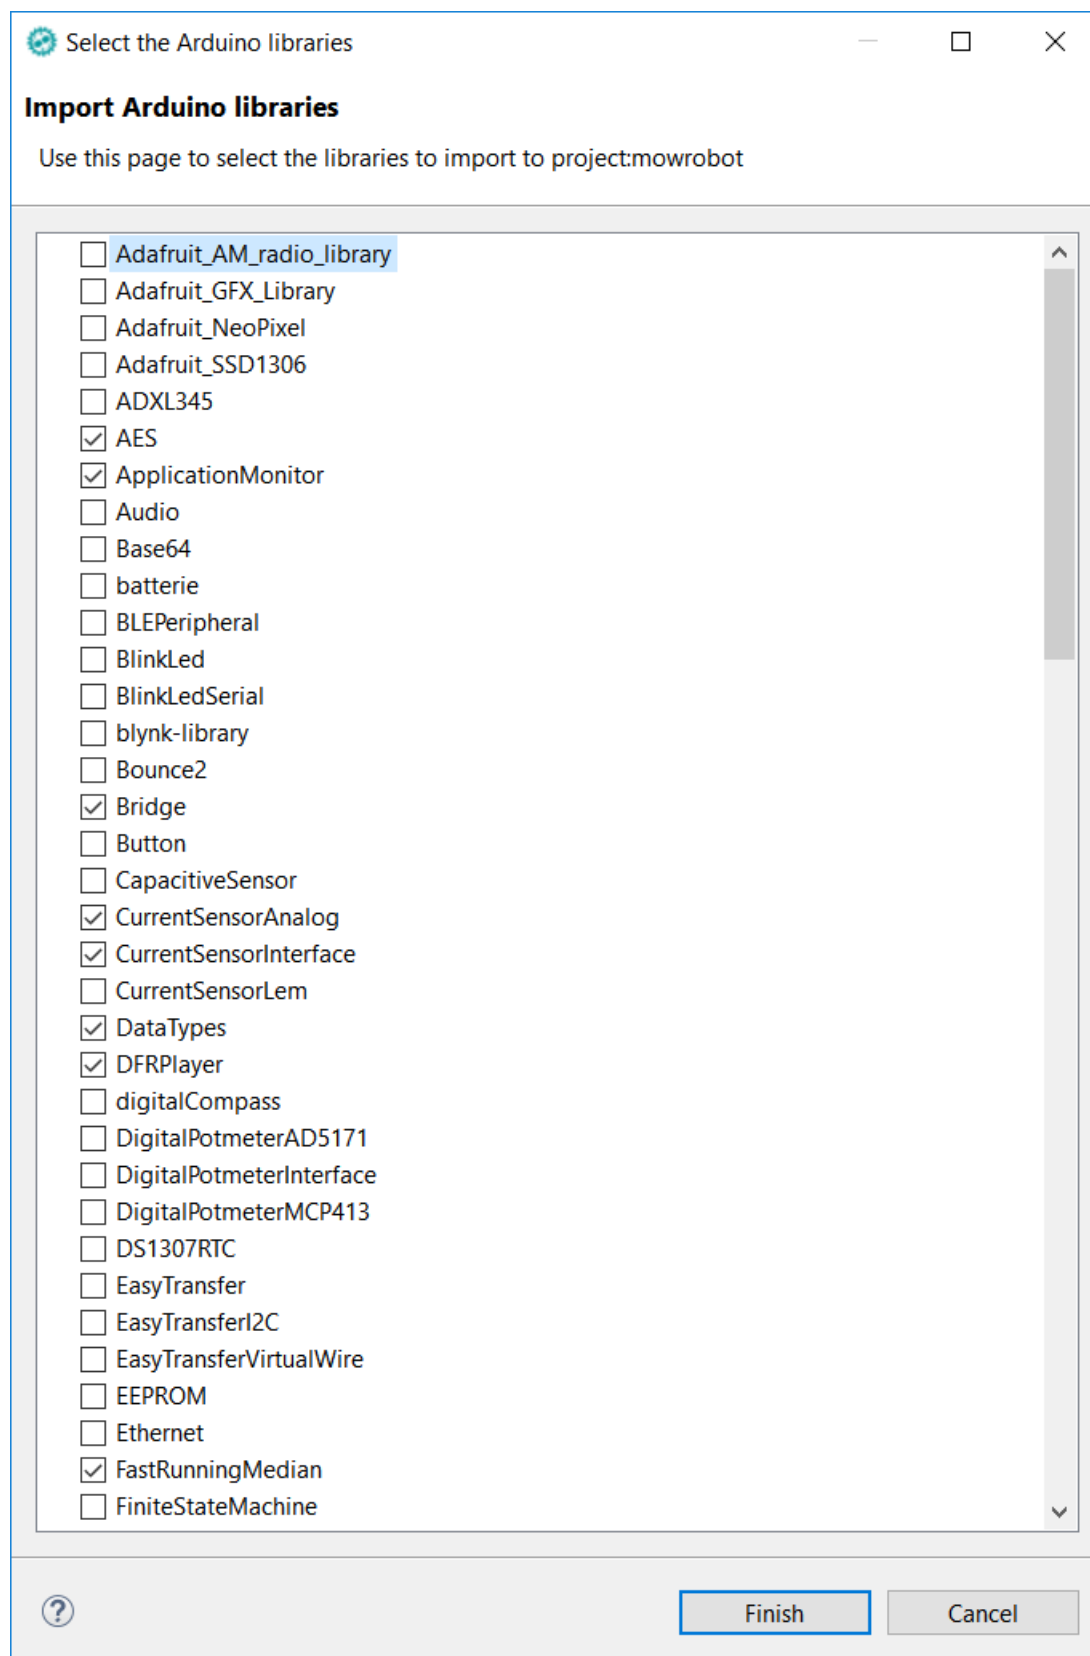 Select the Arduino libraries
Import Arduino libraries
Use this page to select the libraries to import to project:mowrobot
Adafruit_AM_radio_library
Adafruit_GFX_Library
Adafruit_NeoPixel
Adafruit_SSD1306
ADXL345
AES
ApplicationMonitor
Audio
Base64
batterie
BLEPeripheral
BlinkLed
BlinkLedSerial
blynk-library
Bounce2
Bridge
Button
CapacitiveSensor
CurrentSensorAnalog
CurrentSensorInterface
CurrentSensorLem
DataTypes
DFRPlayer
digitalCompass
DigitalPotmeterAD5171
DigitalPotmeterInterface
DigitalPotmeterMCP413
DS1307RTC
EasyTransfer
EasyTransferI2C
EasyTransferVirtualWire
EEPROM
Ethernet
FastRunningMedian
FiniteStateMachine
? Finish Cancel